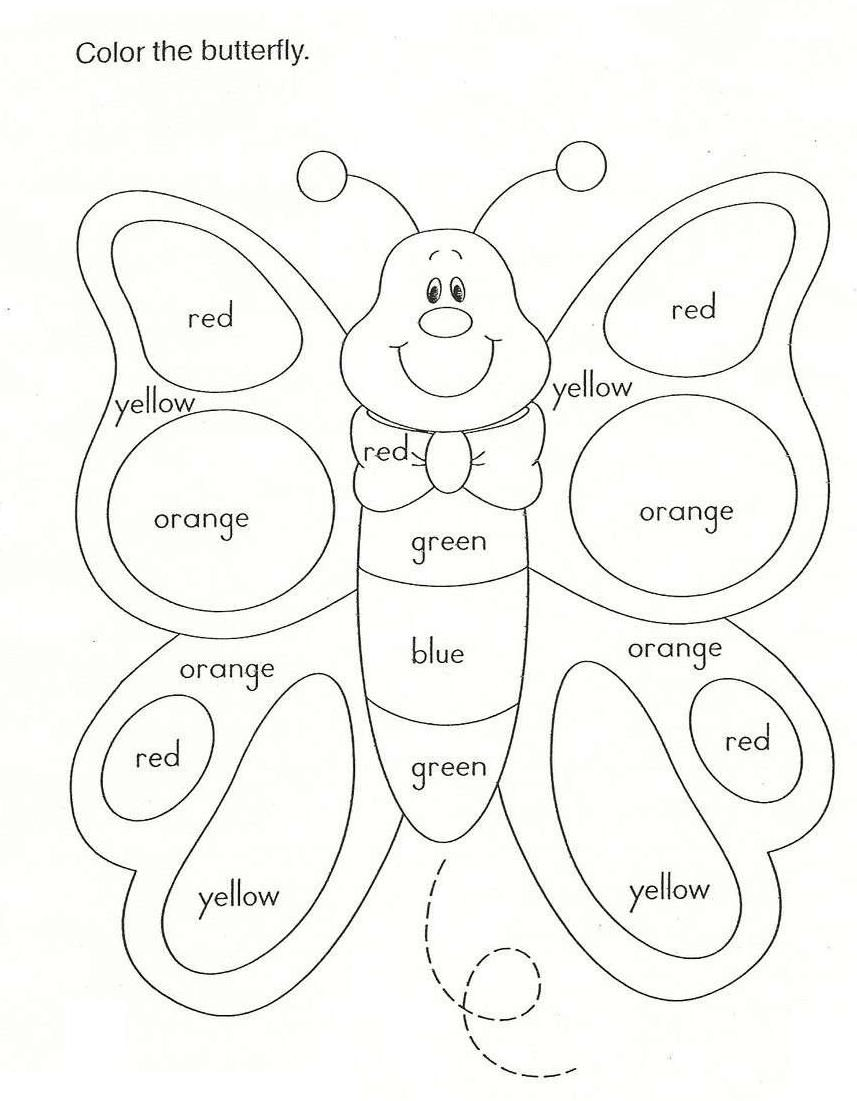 Color the butterfly.
red
red
yellow
yellow
red
orange
orange
green
blue
orange
orange
red
red
green
yellow
yellow